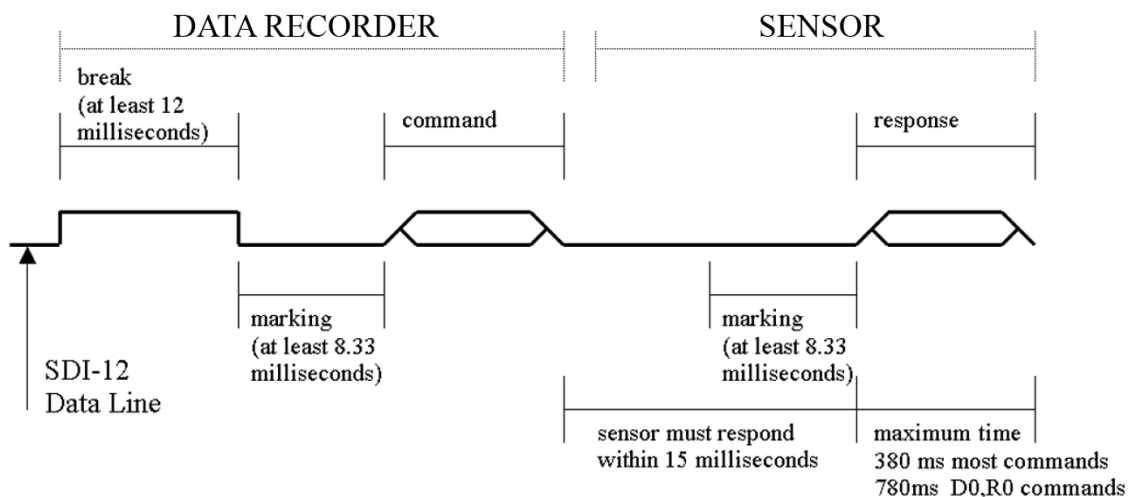 DATA RECORDER
SENSOR
break
(at least 12
milliseconds)
command
response
marking
(at least 8.33
milliseconds)
marking
(at least 8.33
milliseconds)
SDI-12
Data Line
sensor must respond
within 15 milliseconds
maximum time
380 ms most commands
780ms D0,R0 commands